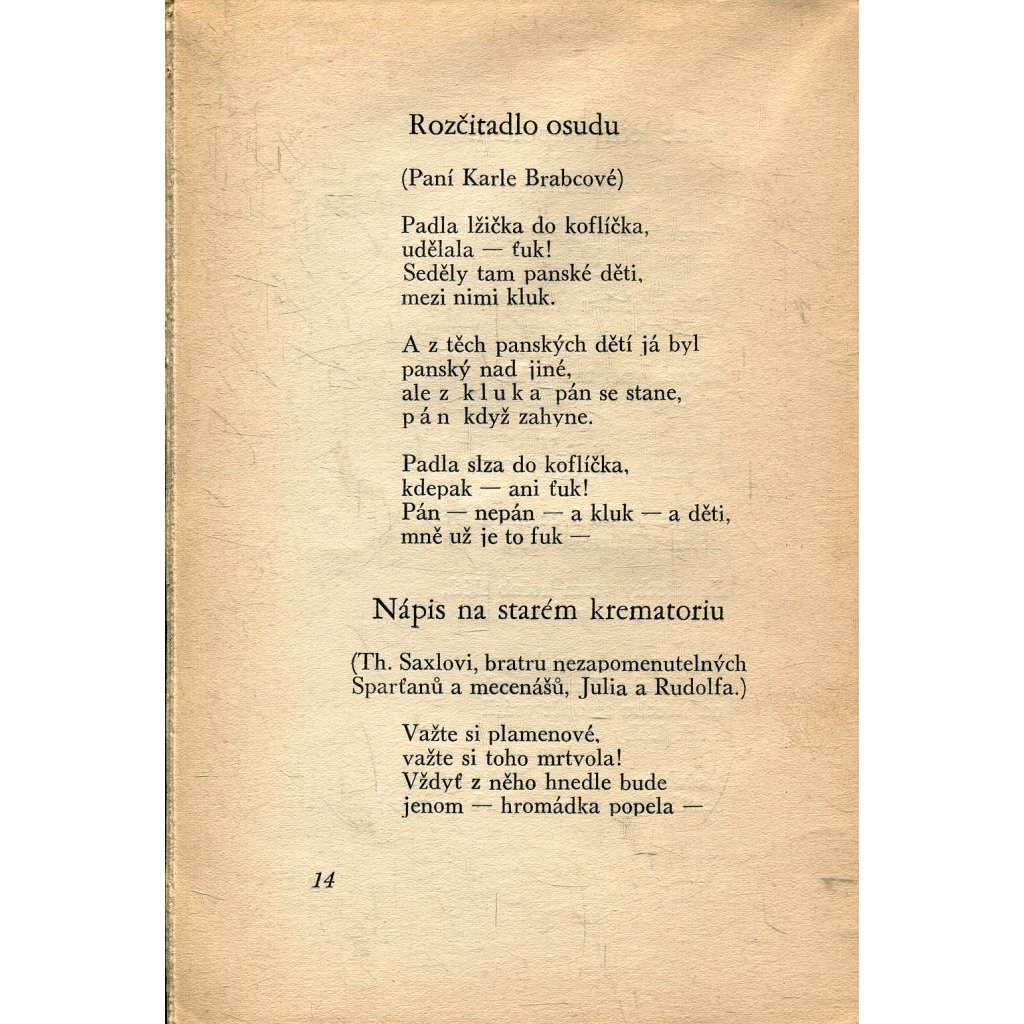 Rozčitadlo osudu
(Paní Karle Brabcové)
Padla lžička do koflíčka,
udělala — ťuk!
Seděly tam panské děti,
mezi nimi kluk.
A z těch panských dětí já byl
panský nad jiné,
ale z k l u k a pán se stane,
p á n když zahyne.
Padla slza do koflíčka,
kdepak — ani ťuk!
Pán — nepán — a kluk — a děti,
mně už je to fuk —
Nápis na starém krematoriu
(Th. Saxlovi, bratru nezapomenutelných
Sparťanů a mecenášů, Julia a Rudolfa.)
Važte si plamenové,
važte si toho mrtvola!
Vždyť z něho hnedle bude
jenom — hromádka popela —
14